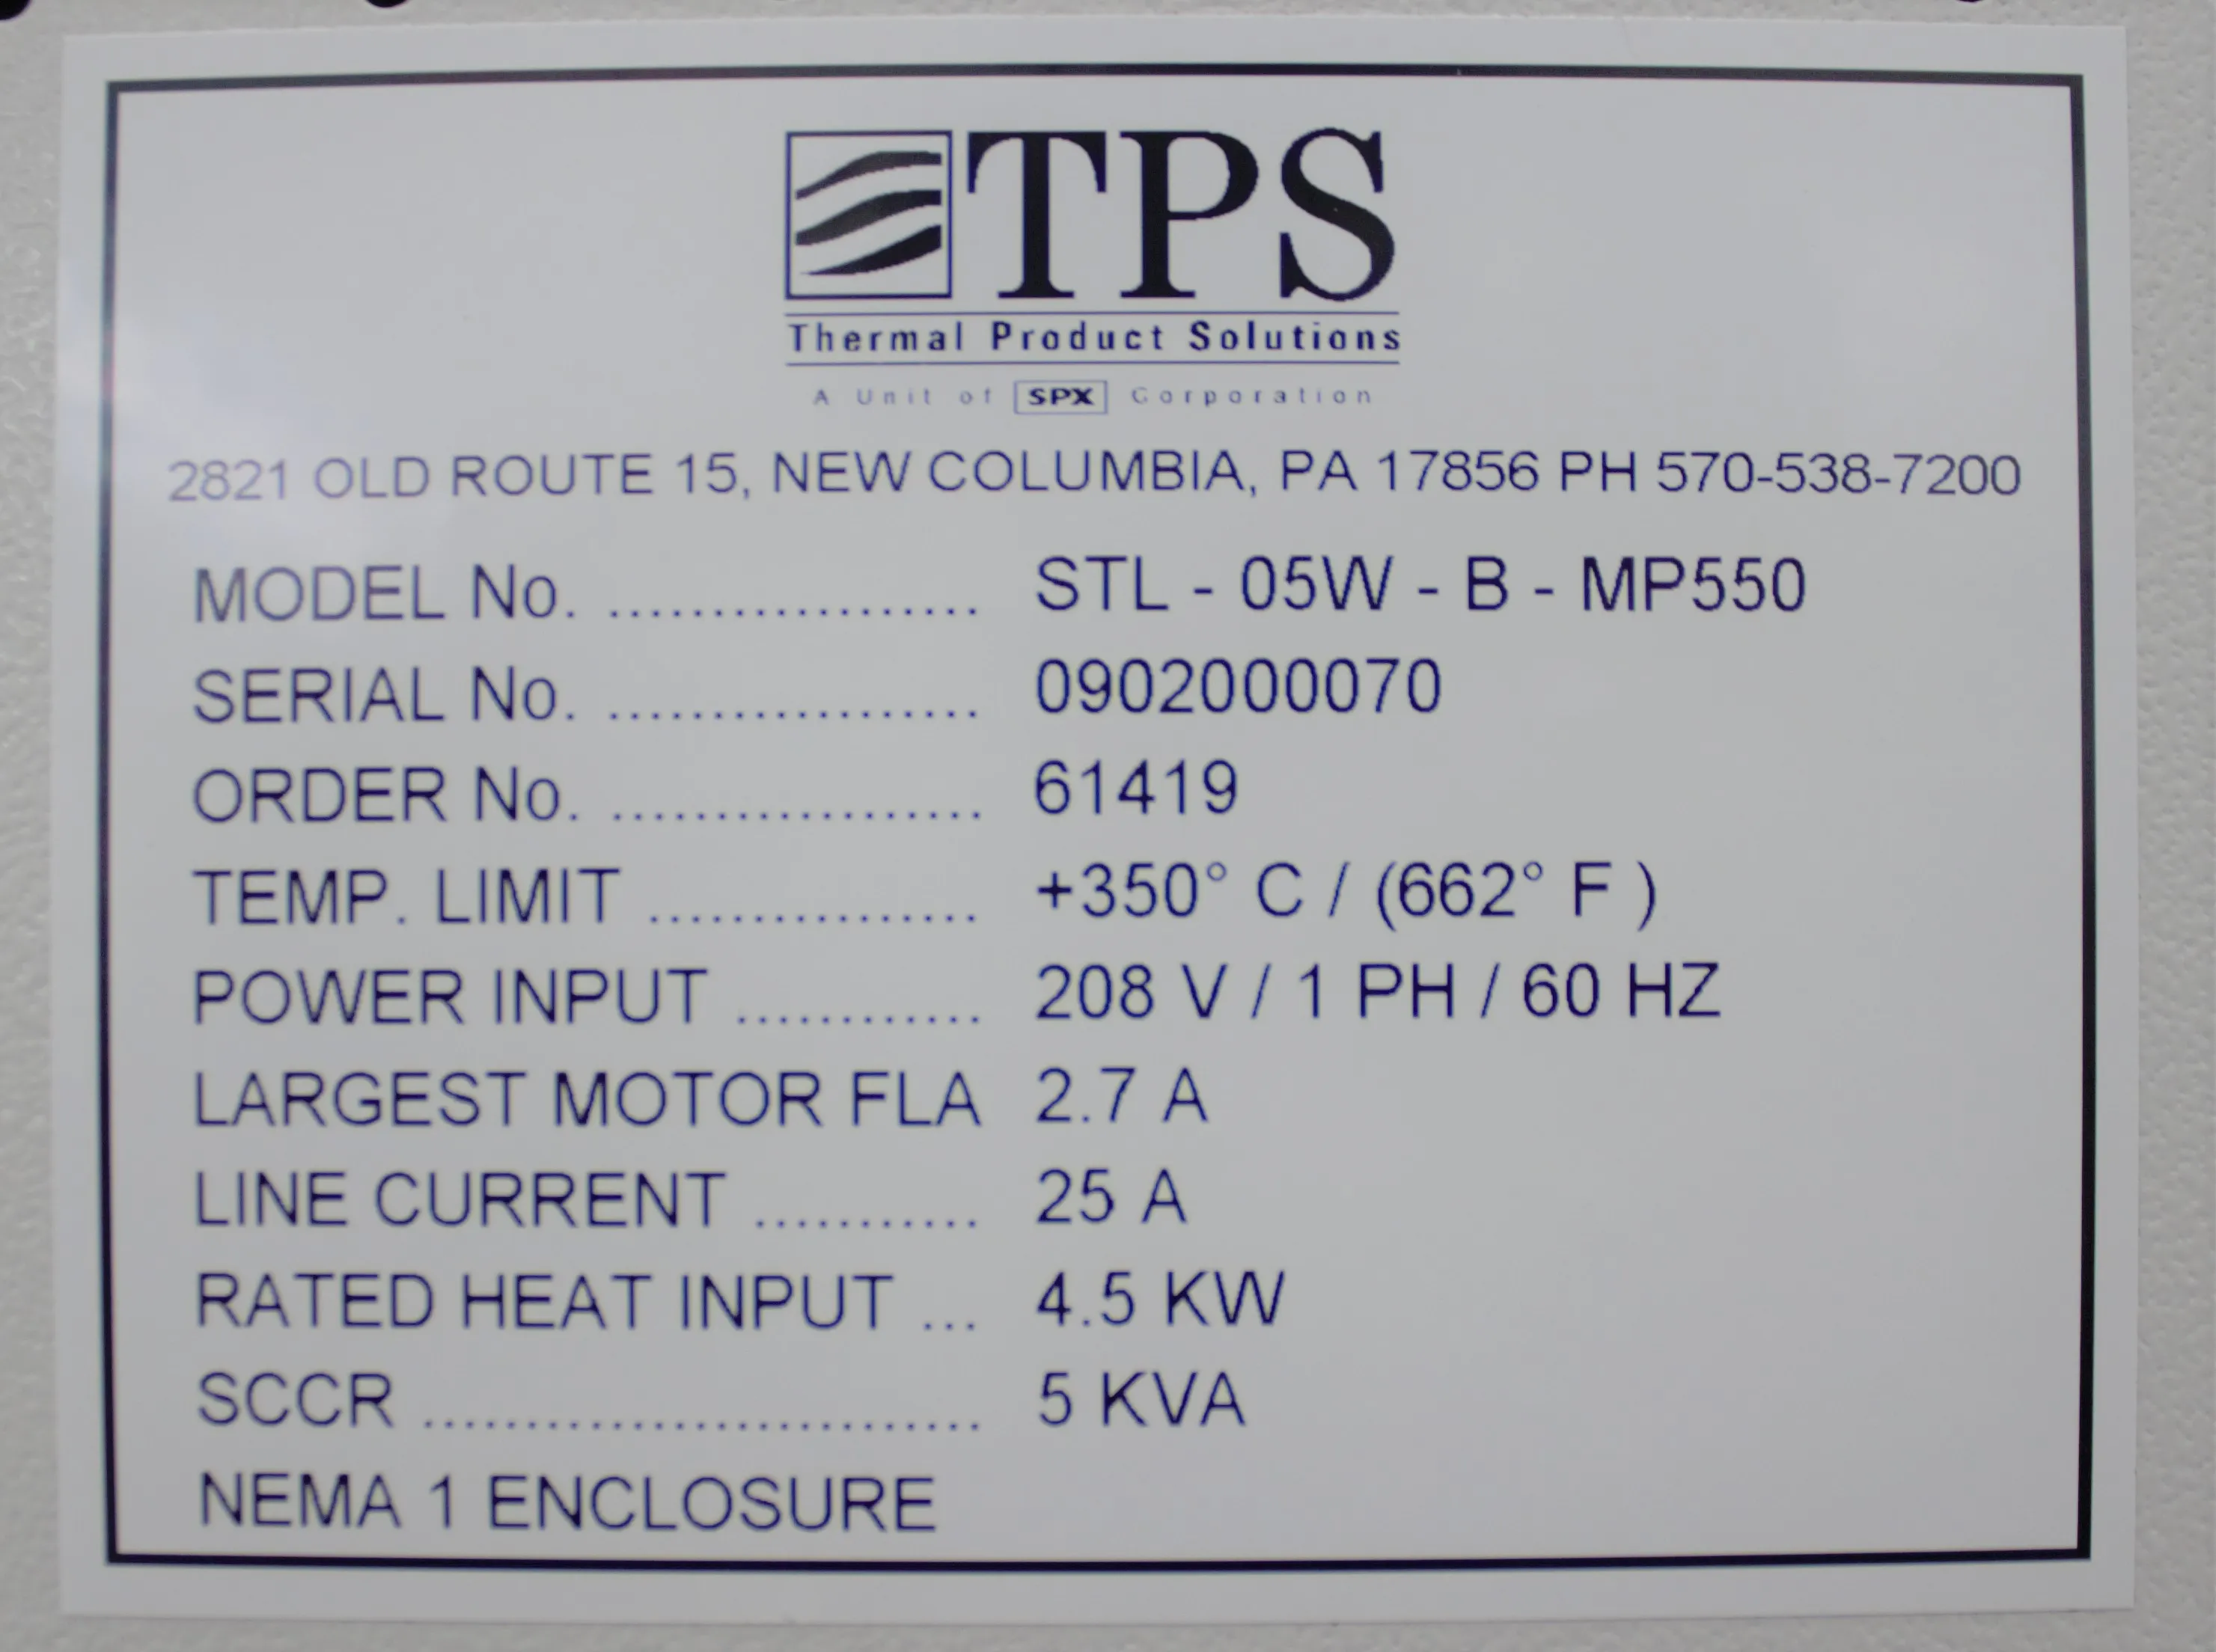 TPS
Thermal Product Solutions
A Unit of SPX Corporation
2821 OLD ROUTE 15, NEW COLUMBIA, PA 17856 PH 570-538-7200
MODEL No. .................. STL - 05W - B - MP550
SERIAL No. .................. 0902000070
ORDER No. .................. 61419
TEMP. LIMIT ................ +350° C / (662° F )
POWER INPUT ............ 208 V / 1 PH / 60 HZ
LARGEST MOTOR FLA 2.7 A
LINE CURRENT ........... 25 A
RATED HEAT INPUT ... 4.5 KW
SCCR ........................... 5 KVA
NEMA 1 ENCLOSURE